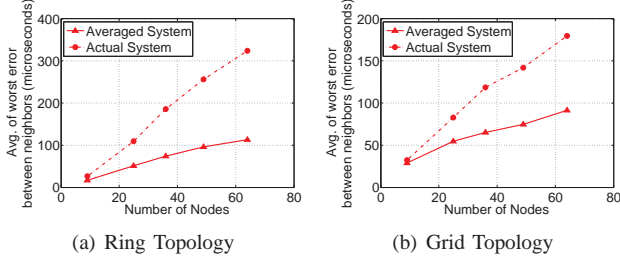 Averaged System
Actual System
Avg. of worst error
between neighbors (microseconds)
400
300
200
100
0
0 20 40 60 80
Number of Nodes
(a) Ring Topology
Averaged System
Actual System
Avg. of worst error
between neighbors (microseconds)
200
150
100
50
0
0 20 40 60 80
Number of Nodes
(b) Grid Topology